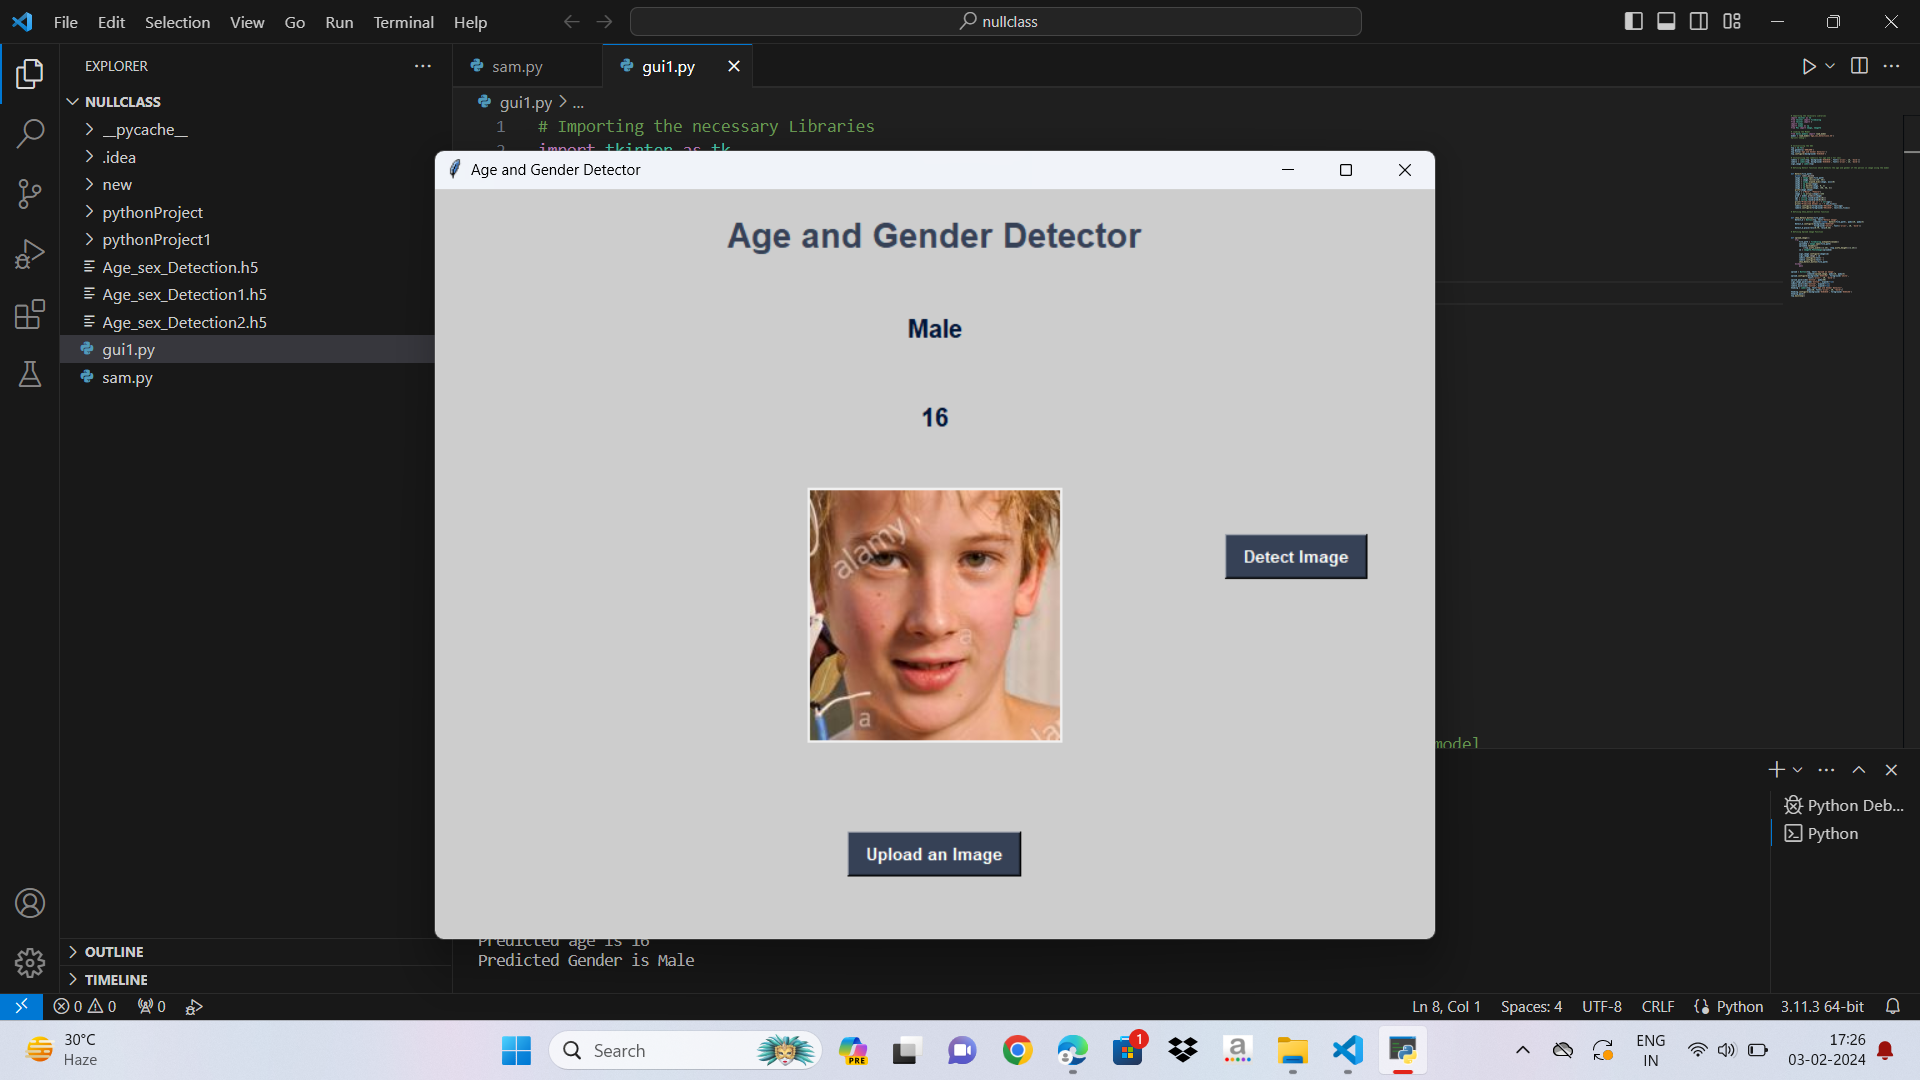 File Edit Selection View Go Run Terminal Help
nullclass
EXPLORER
NULLCLASS
__pycache__
.idea
new
pythonProject
pythonProject1
Age_sex_Detection.h5
Age_sex_Detection1.h5
Age_sex_Detection2.h5
gui1.py
sam.py
OUTLINE
TIMELINE
sam.py
gui1.py
gui1.py > ...
1 # Importing the necessary Libraries
2 import tkinter as tk
Age and Gender Detector
Age and Gender Detector
Male
16
alamy
a
a
Detect Image
Upload an Image
model
Python Deb...
Python
Predicted age is 16
Predicted Gender is Male
0 0 0
Ln 8, Col 1 Spaces: 4 UTF-8 CRLF Python 3.11.3 64-bit
30°C
Haze
Search
PRE
1
a
ENG
IN
17:26
03-02-2024